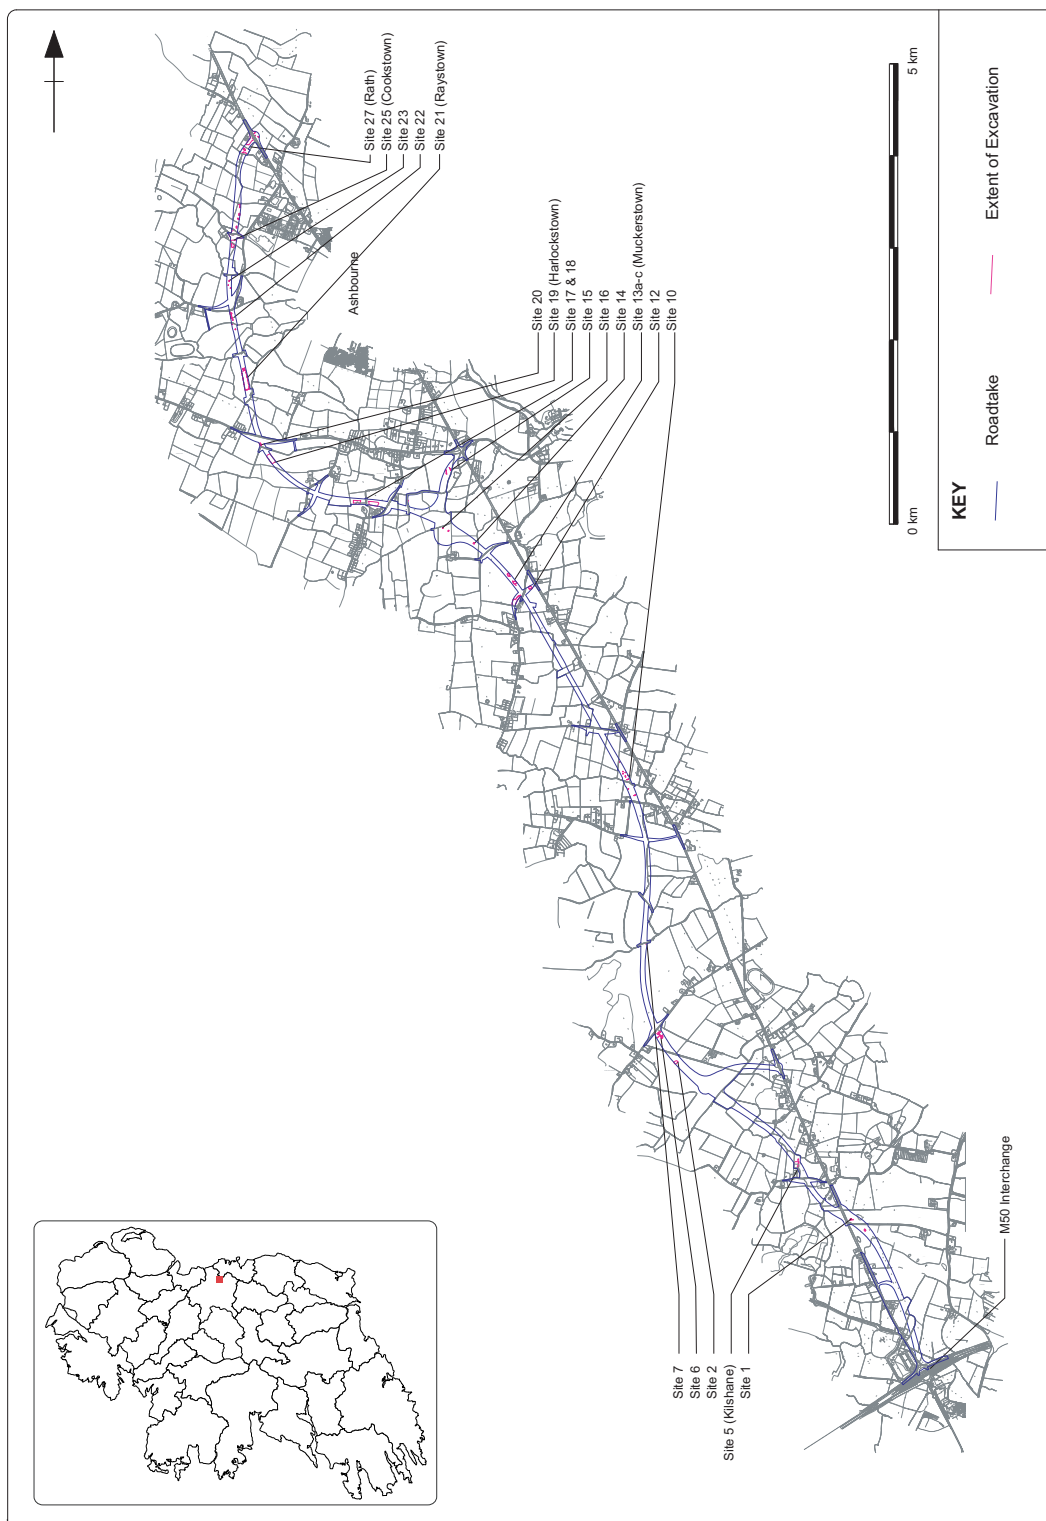 Site 27 (Rath)
Site 25 (Cookstown)
Site 23
Site 22
Site 21 (Raystown)
Ashbourne
Site 20
Site 19 (Harlockstown)
Site 17 & 18
Site 15
Site 16
Site 14
Site 13a-c (Muckerstown)
Site 12
Site 10
Site 7
Site 6
Site 2
Site 5 (Kilshane)
Site 1
M50 Interchange
0 km
5 km
KEY
Roadtake
Extent of Excavation